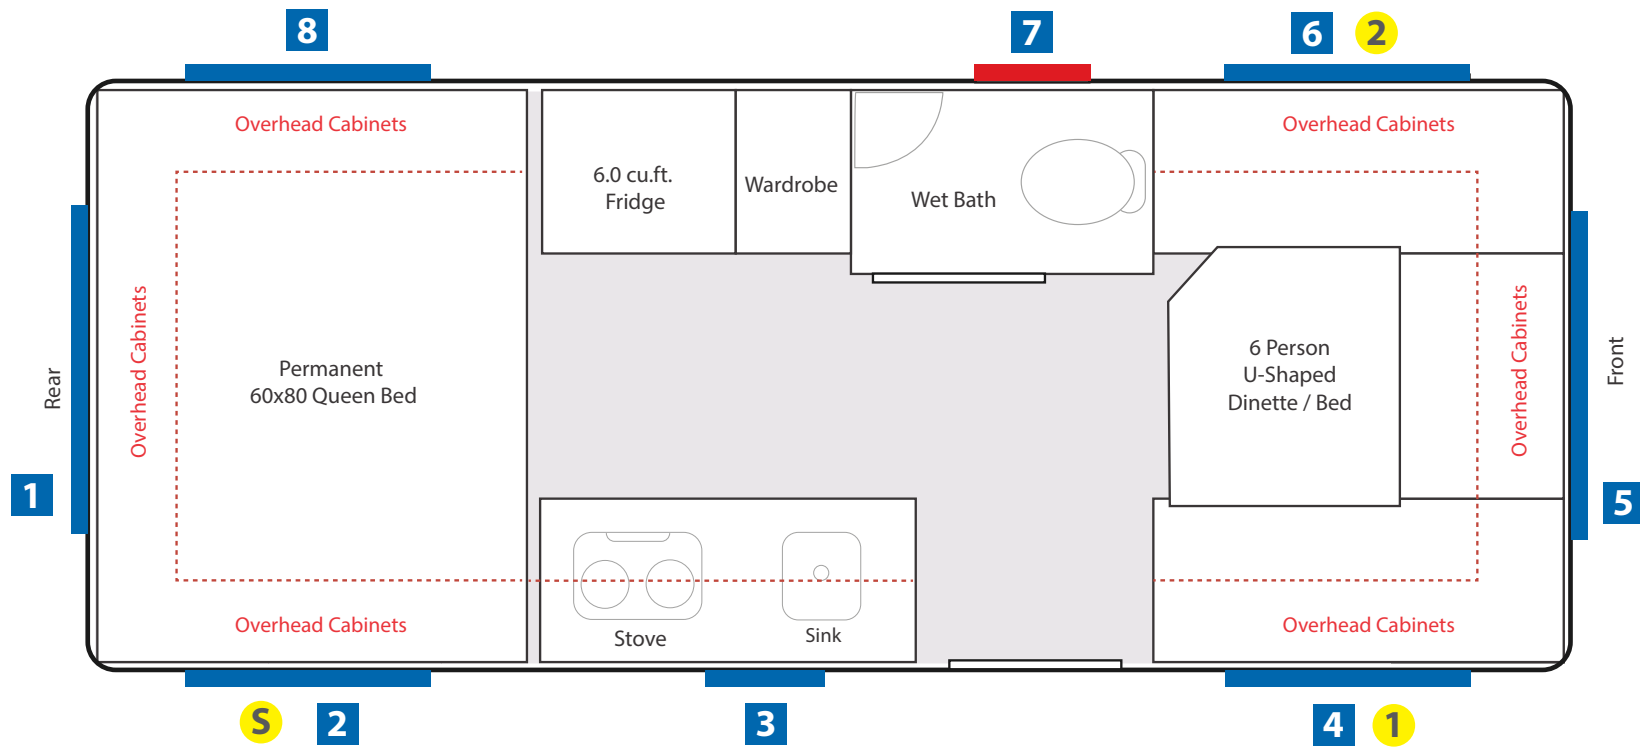 8
7
6
2
Overhead Cabinets
Overhead Cabinets
6.0 cu.ft.
Fridge
Wardrobe
Wet Bath
Rear
Overhead Cabinets
Permanent
60x80 Queen Bed
6 Person
U-Shaped
Dinette / Bed
Overhead Cabinets
Front
1
5
Overhead Cabinets
Stove
Sink
Overhead Cabinets
S
2
3
4
1